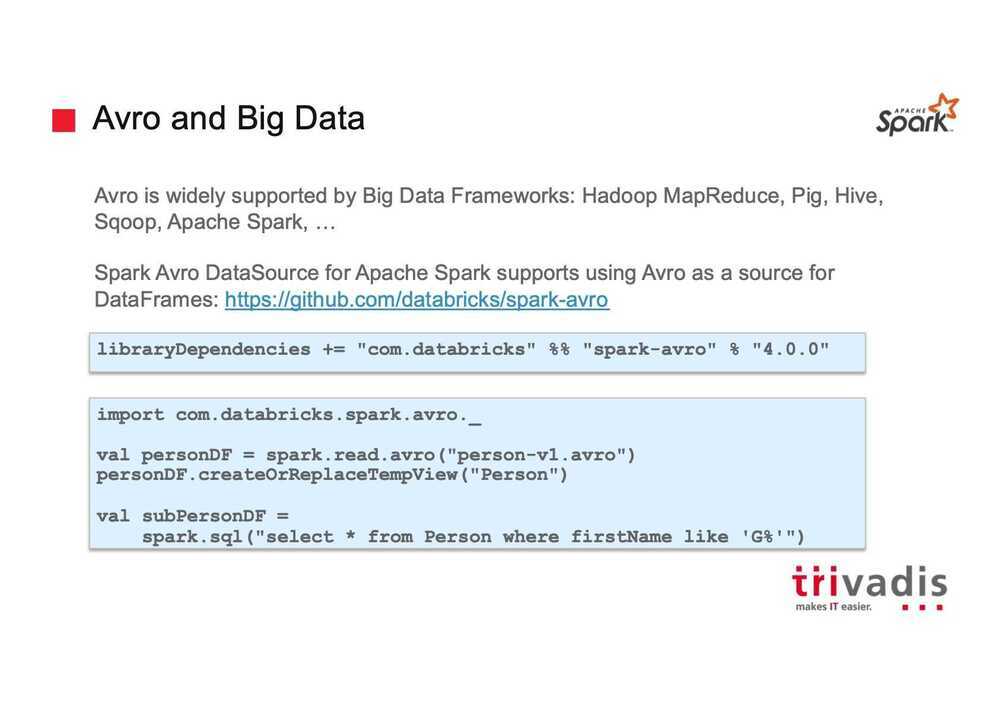 Avro and Big Data
APACHE
Spark™
Avro is widely supported by Big Data Frameworks: Hadoop MapReduce, Pig, Hive,
Sqoop, Apache Spark, …
Spark Avro DataSource for Apache Spark supports using Avro as a source for
DataFrames: https://github.com/databricks/spark-avro
libraryDependencies += "com.databricks" %% "spark-avro" % "4.0.0"
import com.databricks.spark.avro._
val personDF = spark.read.avro("person-v1.avro")
personDF.createOrReplaceTempView("Person")
val subPersonDF =
    spark.sql("select * from Person where firstName like 'G%'")
trivadis
makes IT easier.